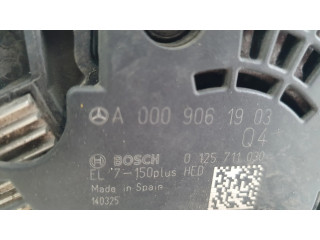 A 000 906 19 03
Q4
BOSCH 0 125 711 030
EL 7-150plus HED
Made in Spain
140325